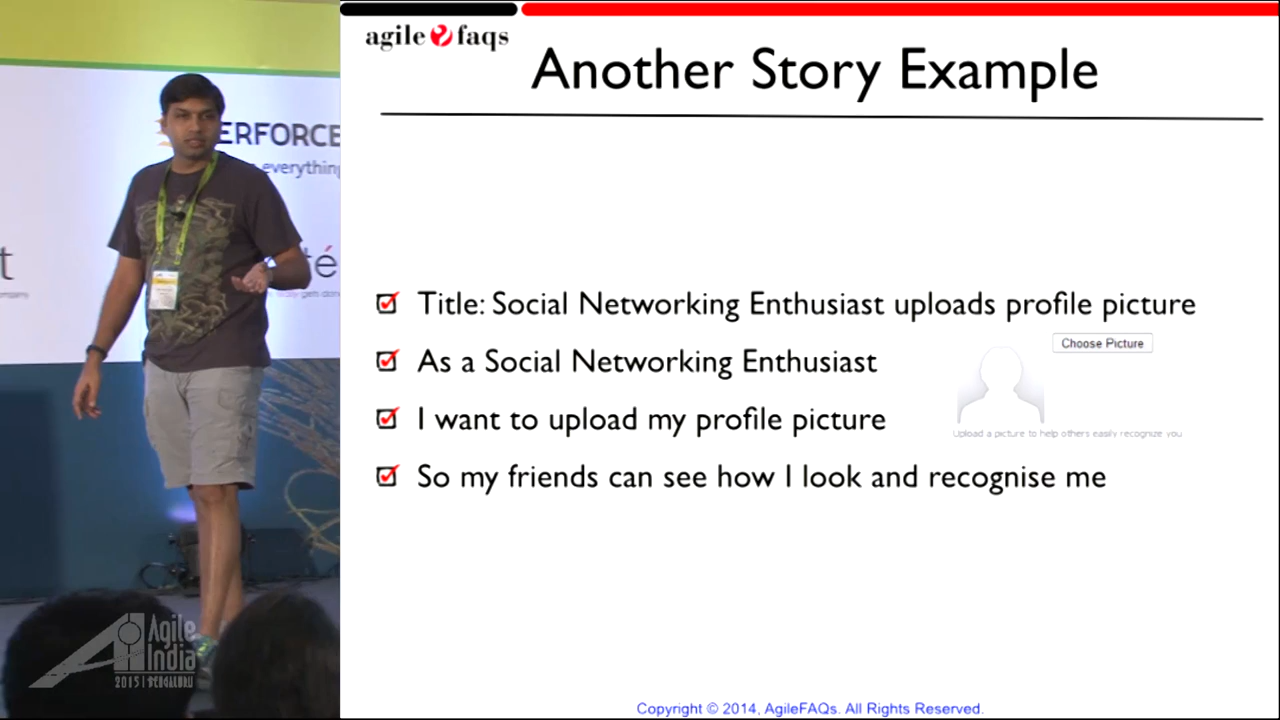 agile faqs
Another Story Example
ERFORCE
everything
t
té
Title: Social Networking Enthusiast uploads profile picture
Choose Picture
As a Social Networking Enthusiast
I want to upload my profile picture
Upload a picture to help others easily recognize you
So my friends can see how I look and recognise me
Agile
India
2015 | BENGALURU
Copyright © 2014, AgileFAQs. All Rights Reserved.